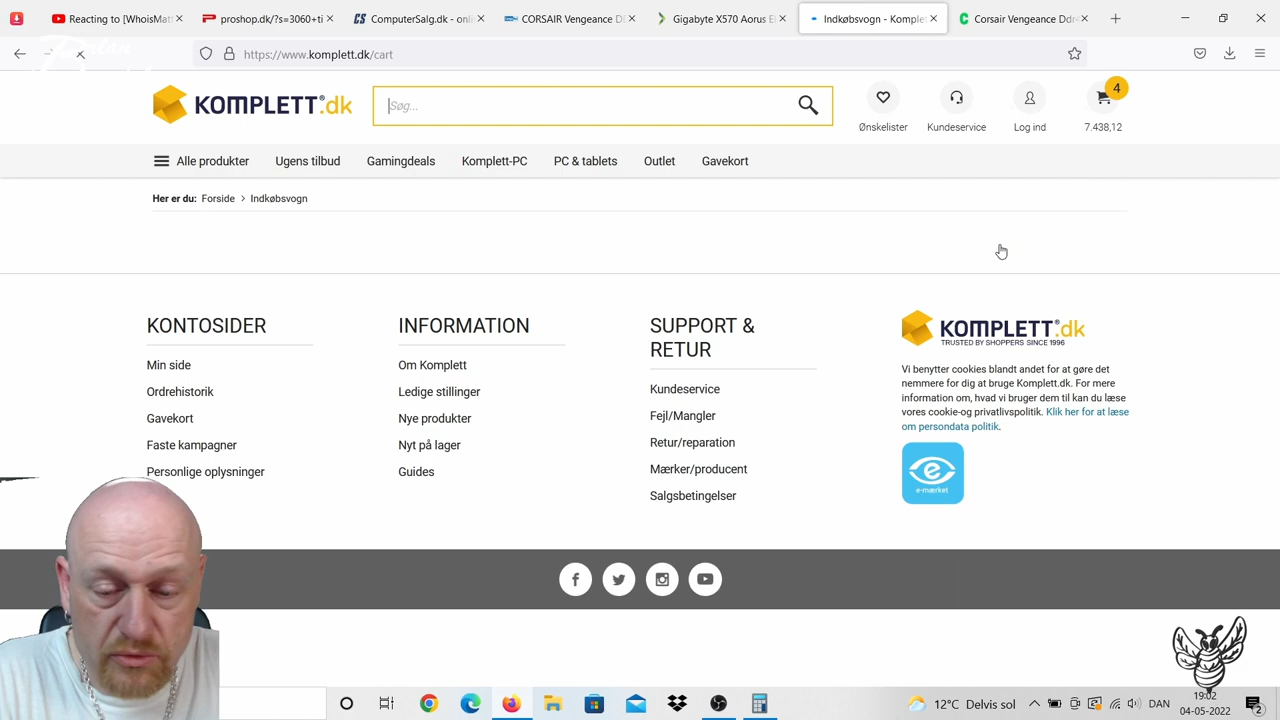 Reacting to [WhoisMatt
proshop.dk/?s=3060+ti
ComputerSalg.dk - onli
CORSAIR Vengeance DD
Gigabyte X570 Aorus El
Indkøbsvogn - Komplet
Corsair Vengeance Ddr4
https://www.komplett.dk/cart
KOMPLETT.dk
Søg...
4
Ønskelister
Kundeservice
Log ind
7.438,12
Alle produkter
Ugens tilbud
Gamingdeals
Komplett-PC
PC & tablets
Outlet
Gavekort
Her er du: Forside > Indkøbsvogn
KONTOSIDER
Min side
Ordrehistorik
Gavekort
Faste kampagner
Personlige oplysninger
INFORMATION
Om Komplett
Ledige stillinger
Nye produkter
Nyt på lager
Guides
SUPPORT &
RETUR
Kundeservice
Fejl/Mangler
Retur/reparation
Mærker/producent
Salgsbetingelser
KOMPLETT.dk
TRUSTED BY SHOPPERS SINCE 1996
Vi benytter cookies blandt andet for at gøre det
nemmere for dig at bruge Komplett.dk. For mere
information om, hvad vi bruger dem til kan du læse
vores cookie-og privatlivspolitik. Klik her for at læse
om persondata politik.
e-mærket
12°C Delvis sol
DAN
19:02
04-05-2022
2